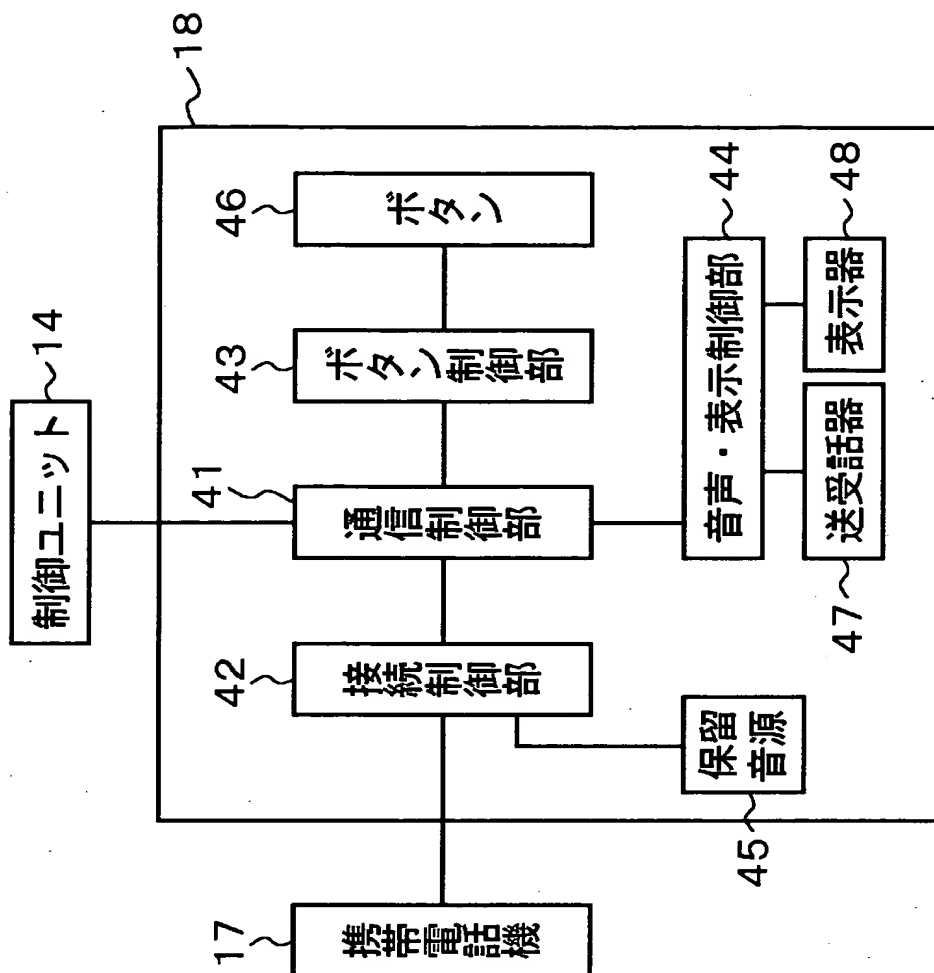 制御ユニット
14
18
17
携帯電話機
42
接続制御部
41
通信制御部
43
ボタン制御部
46
ボタン
45
保留
音源
音声・表示制御部
44
47
送受話器
表示器
48